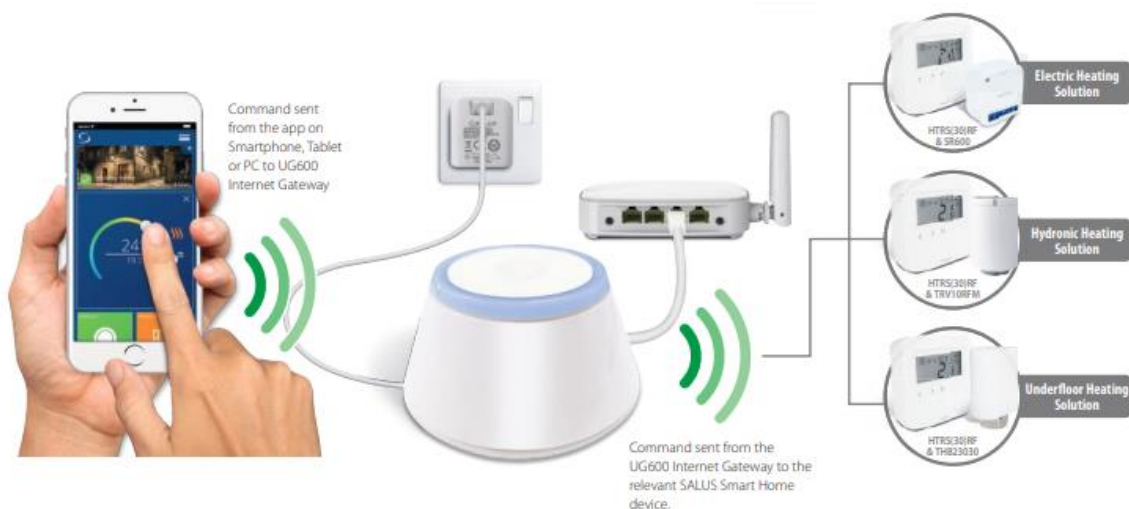 Command sent
from the app on
Smartphone, Tablet
or PC to UG600
Internet Gateway
Electric Heating
Solution
HTRS(30)RF
& SR600
Hydronic Heating
Solution
HTRS(30)RF
& TRV10RFM
Underfloor Heating
Solution
HTRS(30)RF
& THB23030
Command sent from the
UG600 Internet Gateway to the
relevant SALUS Smart Home
device.